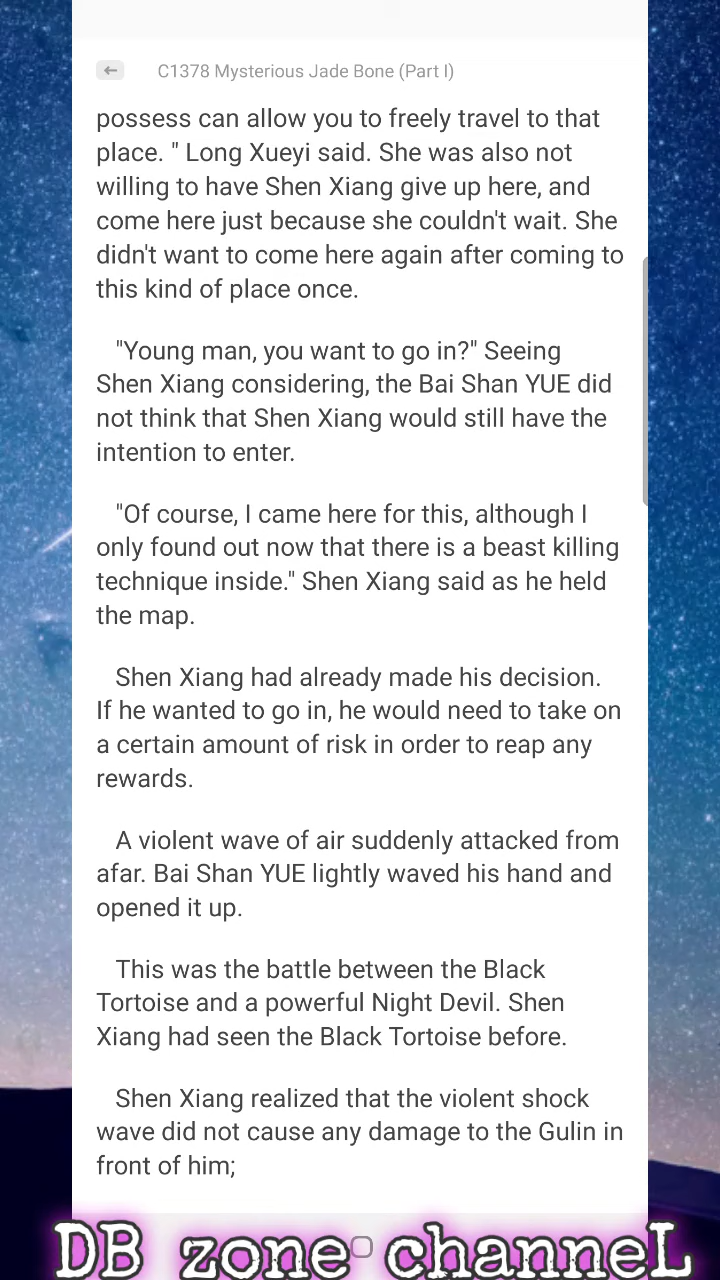 C1378 Mysterious Jade Bone (Part I)
possess can allow you to freely travel to that
place. " Long Xueyi said. She was also not
willing to have Shen Xiang give up here, and
come here just because she couldn't wait. She
didn't want to come here again after coming to
this kind of place once.
"Young man, you want to go in?" Seeing
Shen Xiang considering, the Bai Shan YUE did
not think that Shen Xiang would still have the
intention to enter.
"Of course, I came here for this, although I
only found out now that there is a beast killing
technique inside." Shen Xiang said as he held
the map.
Shen Xiang had already made his decision.
If he wanted to go in, he would need to take on
a certain amount of risk in order to reap any
rewards.
A violent wave of air suddenly attacked from
afar. Bai Shan YUE lightly waved his hand and
opened it up.
This was the battle between the Black
Tortoise and a powerful Night Devil. Shen
Xiang had seen the Black Tortoise before.
Shen Xiang realized that the violent shock
wave did not cause any damage to the Gulin in
front of him;
DB zone channeL